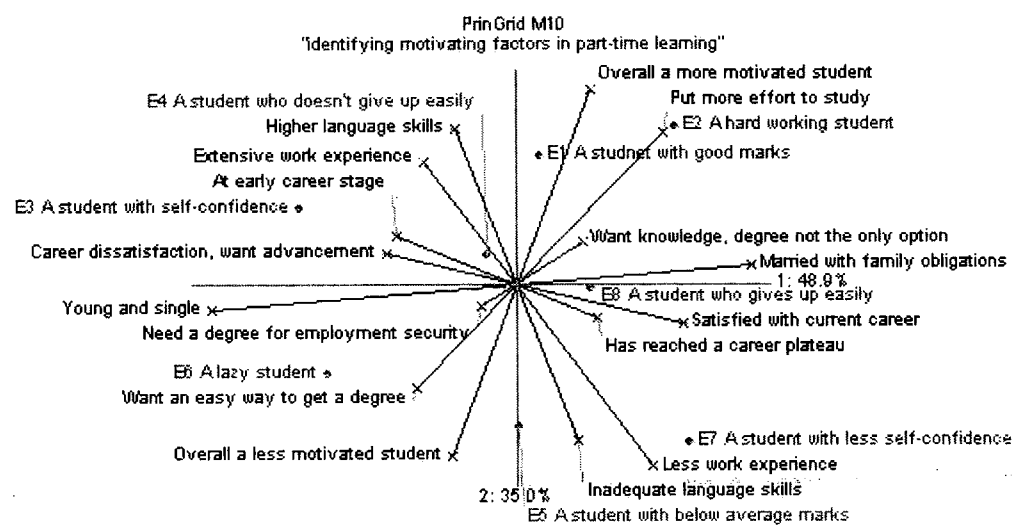 PrinGrid M10
"Identifying motivating factors in part-time learning"
Overall a more motivated student
Put more effort to study
E4 A student who doesn't give up easily
E2 A hard working student
Higher language skills
E1 A studnet with good marks
Extensive work experience
At early career stage
E3 A student with self-confidence
Want knowledge, degree not the only option
Career dissatisfaction, want advancement
Married with family obligations
1: 48.9%
E8 A student who gives up easily
Young and single
Satisfied with current career
Need a degree for employment security
Has reached a career plateau
E6 A lazy student
Want an easy way to get a degree
E7 A student with less self-confidence
Overall a less motivated student
Less work experience
Inadequate language skills
2: 35.0%
E5 A student with below average marks